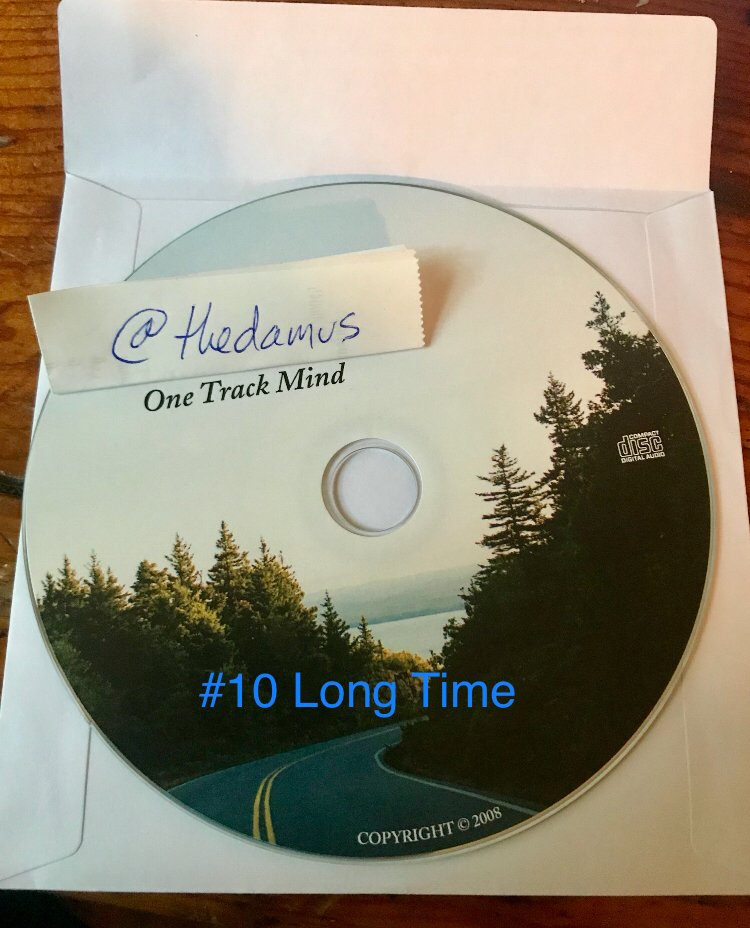 @thedamus
One Track Mind
COMPACT
disc
DIGITAL AUDIO
#10 Long Time
COPYRIGHT © 2008